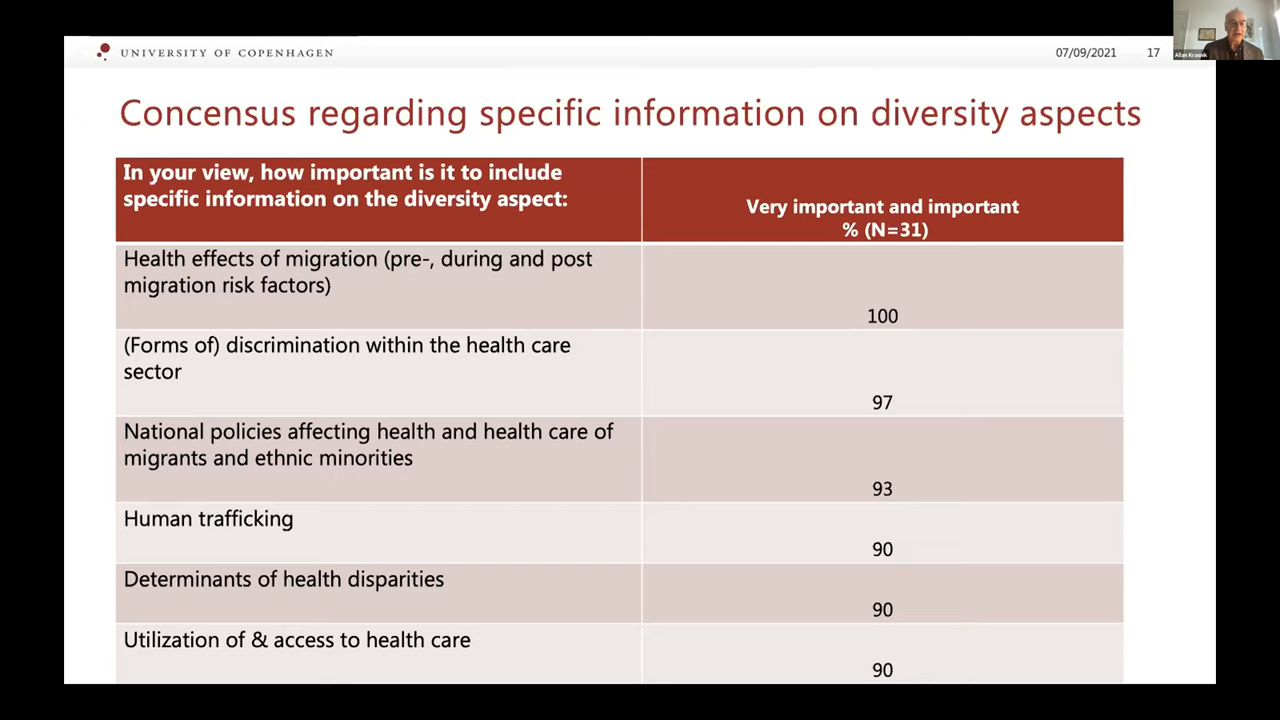 UNIVERSITY OF COPENHAGEN
07/09/2021
17
Allan Krasnik
Concensus regarding specific information on diversity aspects
In your view, how important is it to include
specific information on the diversity aspect:
Very important and important
% (N=31)
Health effects of migration (pre-, during and post
migration risk factors)
100
(Forms of) discrimination within the health care
sector
97
National policies affecting health and health care of
migrants and ethnic minorities
93
Human trafficking
90
Determinants of health disparities
90
Utilization of & access to health care
90